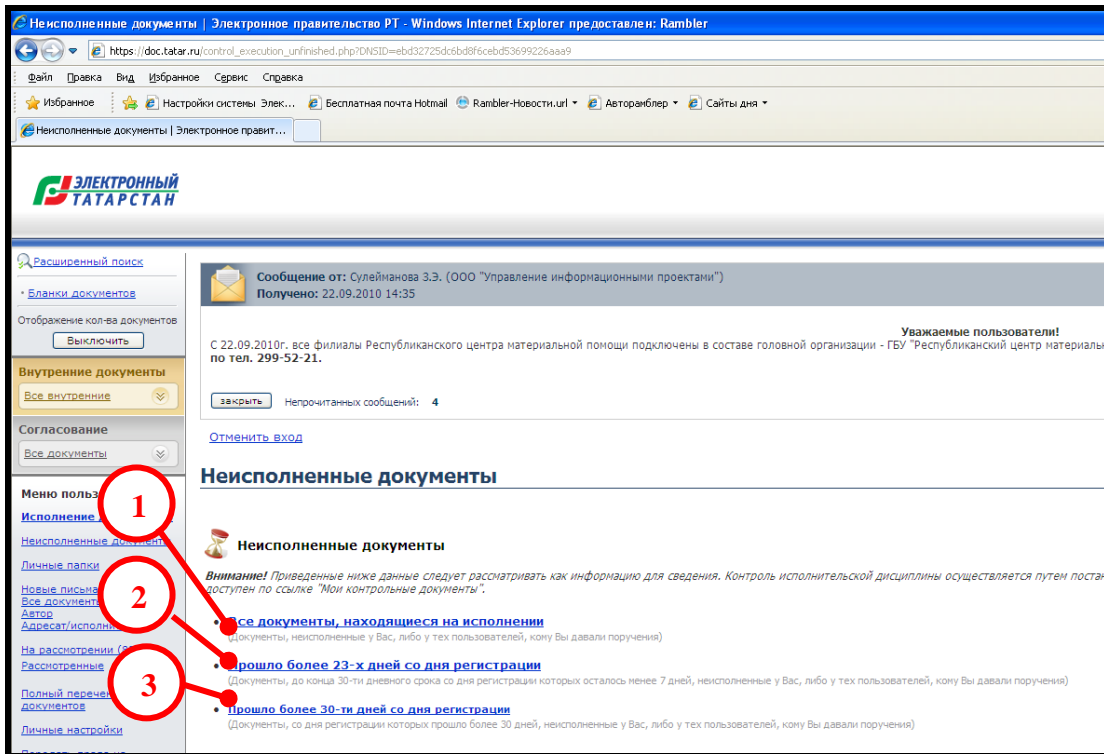 Неисполненные документы | Электронное правительство РТ - Windows Internet Explorer предоставлен: Rambler
https://doc.tatar.ru/control_execution_unfinished.php?DNSID=ebd32725dc6bd8f6cebd53699226aaa9
Файл Правка Вид Избранное Сервис Справка
Избранное Настройки системы Элек... Бесплатная почта Hotmail Rambler-Новости.url Авторамблер Сайты дня
Неисполненные документы | Электронное правит...
ЭЛЕКТРОННЫЙ
ТАТАРСТАН
Расширенный поиск
Бланки документов
Отображение кол-ва документов
Выключить
Внутренние документы
Все внутренние
Согласование
Все документы
Меню польз
Исполнение
Неисполненные документы
Личные папки
Новые письма
Все документы
Автор
Адресат/исполни
На рассмотрении
Рассмотренные
Полный перечен
документов
Личные настройки
Сообщение от: Сулейманова З.Э. (ООО "Управление информационными проектами")
Получено: 22.09.2010 14:35
Уважаемые пользователи!
С 22.09.2010г. все филиалы Республиканского центра материальной помощи подключены в составе головной организации - ГБУ "Республиканский центр материальн
по тел. 299-52-21.
закрыть Непрочитанных сообщений: 4
Отменить вход
Неисполненные документы
1
Неисполненные документы
Внимание! Приведенные ниже данные следует рассматривать как информацию для сведения. Контроль исполнительской дисциплины осуществляется путем постан
доступен по ссылке "Мои контрольные документы".
2
Все документы, находящиеся на исполнении
(Документы, неисполненные у Вас, либо у тех пользователей, кому Вы давали поручения)
Прошло более 23-х дней со дня регистрации
(Документы, до конца 30-ти дневного срока со дня регистрации которых осталось менее 7 дней, неисполненные у Вас, либо у тех пользователей, кому Вы давали поручения)
3
Прошло более 30-ти дней со дня регистрации
(Документы, со дня регистрации которых прошло более 30 дней, неисполненные у Вас, либо у тех пользователей, кому Вы давали поручения)